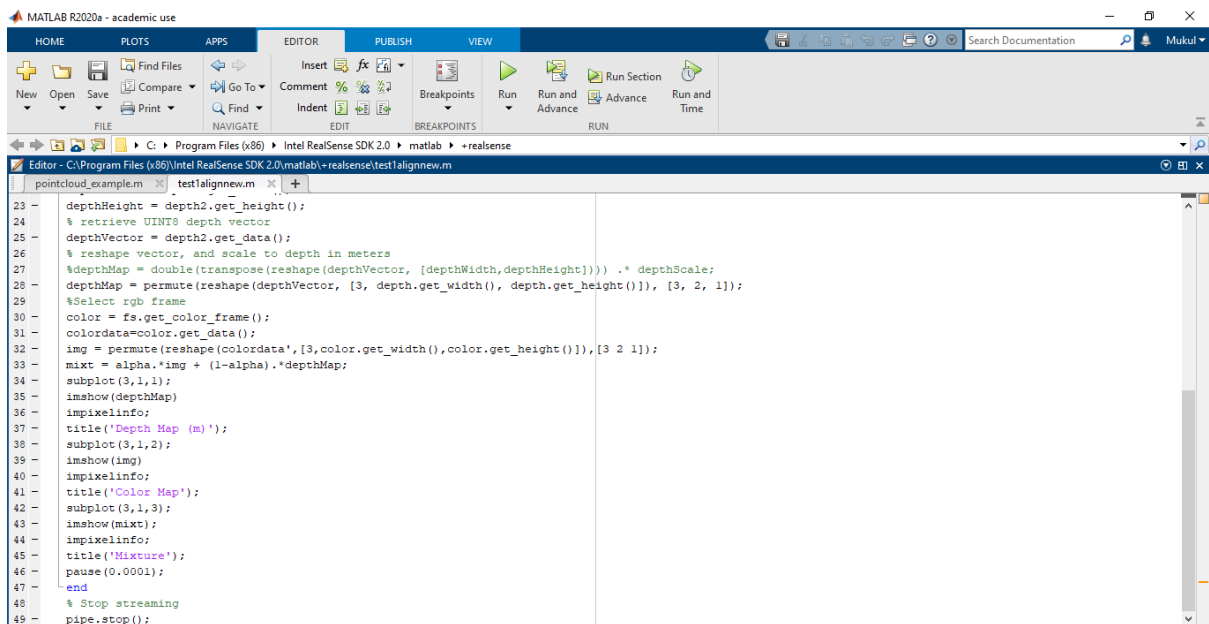 MATLAB R2020a - academic use
HOME PLOTS APPS EDITOR PUBLISH VIEW Search Documentation Mukul
Find Files Insert fx
New Open Save Compare Go To Comment % Breakpoints Run Run and Advance Run Section Advance Run and Time
Print Find Indent
FILE NAVIGATE EDIT BREAKPOINTS RUN
C: Program Files (x86) Intel RealSense SDK 2.0 matlab +realsense
Editor - C:\Program Files (x86)\Intel RealSense SDK 2.0\matlab\+realsense\test1alignnew.m
pointcloud_example.m test1alignnew.m +
23 - depthHeight = depth2.get_height();
24 % retrieve UINT8 depth vector
25 - depthVector = depth2.get_data();
26 % reshape vector, and scale to depth in meters
27 %depthMap = double(transpose(reshape(depthVector, [depthWidth,depthHeight]))) .* depthScale;
28 - depthMap = permute(reshape(depthVector, [3, depth.get_width(), depth.get_height()]), [3, 2, 1]);
29 %Select rgb frame
30 - color = fs.get_color_frame();
31 - colordata=color.get_data();
32 - img = permute(reshape(colordata',[3,color.get_width(),color.get_height()]),[3 2 1]);
33 - mixt = alpha.*img + (1-alpha).*depthMap;
34 - subplot(3,1,1);
35 - imshow(depthMap)
36 - impixelinfo;
37 - title('Depth Map (m)');
38 - subplot(3,1,2);
39 - imshow(img)
40 - impixelinfo;
41 - title('Color Map');
42 - subplot(3,1,3);
43 - imshow(mixt);
44 - impixelinfo;
45 - title('Mixture');
46 - pause(0.0001);
47 - end
48 % Stop streaming
49 - pipe.stop();